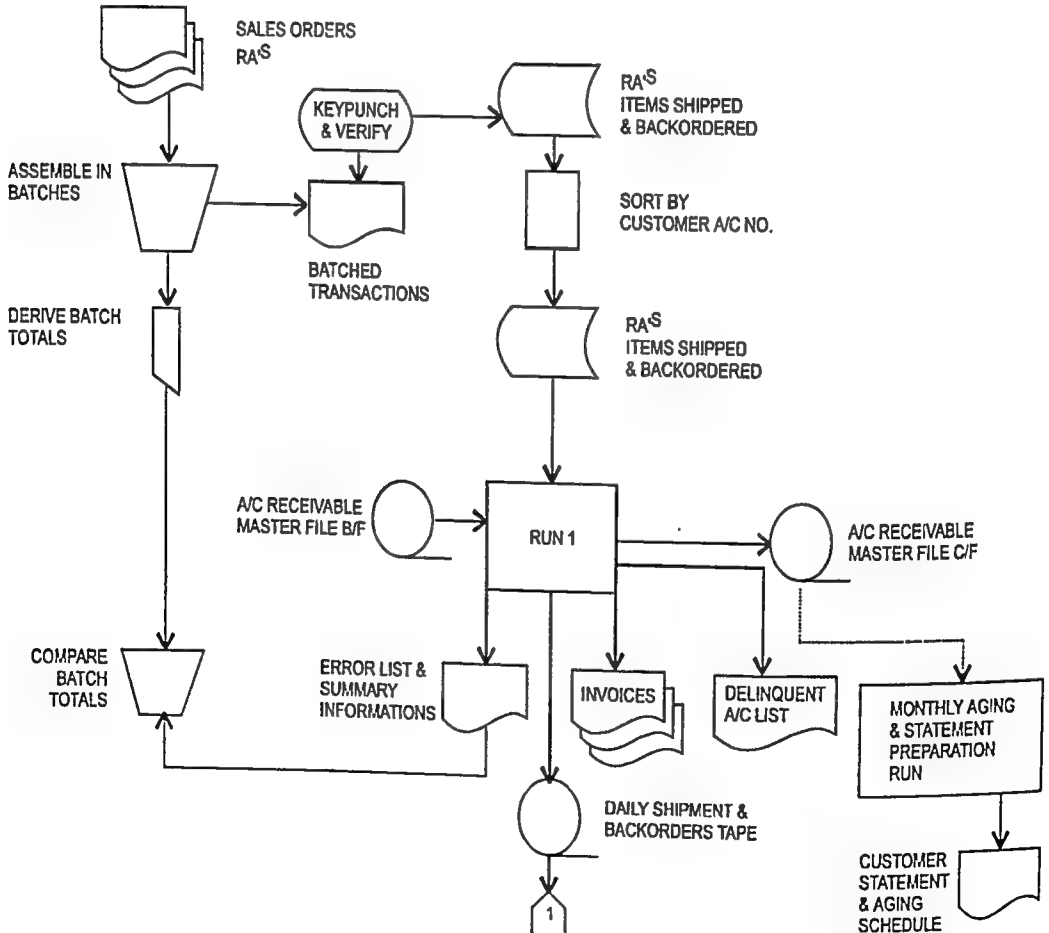 SALES ORDERS
RA'S
KEYPUNCH
& VERIFY
RA'S
ITEMS SHIPPED
& BACKORDERED
ASSEMBLE IN
BATCHES
SORT BY
CUSTOMER A/C NO.
BATCHED
TRANSACTIONS
DERIVE BATCH
TOTALS
RA'S
ITEMS SHIPPED
& BACKORDERED
A/C RECEIVABLE
MASTER FILE B/F
RUN 1
A/C RECEIVABLE
MASTER FILE C/F
COMPARE
BATCH
TOTALS
ERROR LIST &
SUMMARY
INFORMATIONS
INVOICES
DELINQUENT
A/C LIST
MONTHLY AGING
& STATEMENT
PREPARATION
RUN
DAILY SHIPMENT &
BACKORDERS TAPE
CUSTOMER
STATEMENT
& AGING
SCHEDULE
1